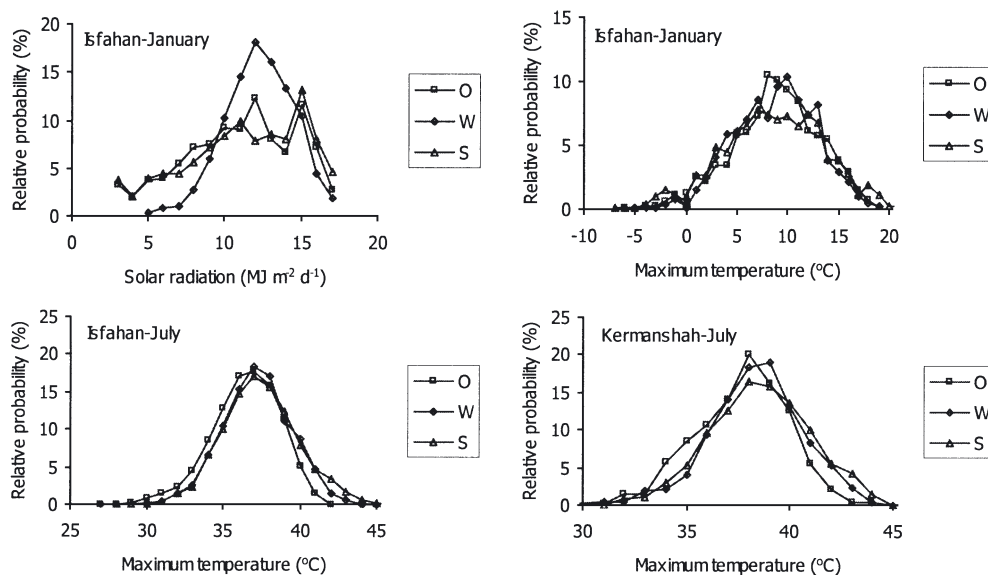 Isfahan-January
Relative probability (%)
20
15
10
5
0
0 5 10 15 20
Solar radiation (MJ m⁻² d⁻¹)
O
W
S
Isfahan-January
Relative probability (%)
15
10
5
0
-10 -5 0 5 10 15 20
Maximum temperature (°C)
O
W
S
Isfahan-July
Relative probability (%)
25
20
15
10
5
0
25 30 35 40 45
Maximum temperature (°C)
O
W
S
Kermanshah-July
Relative probability (%)
25
20
15
10
5
0
30 35 40 45
Maximum temperature (°C)
O
W
S